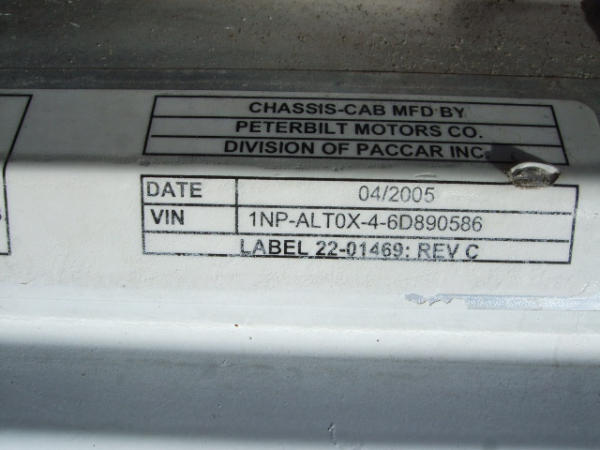 CHASSIS-CAB MFD BY
PETERBILT MOTORS CO.
DIVISION OF PACCAR INC
DATE 04/2005
VIN 1NP-ALT0X-4-6D890586
LABEL 22-01469: REV C